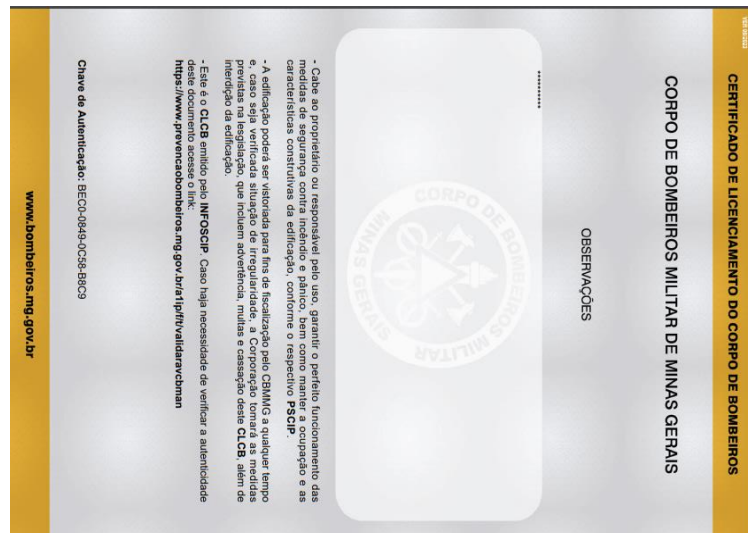 VER 09/2022
CERTIFICADO DE LICENCIAMENTO DO CORPO DE BOMBEIROS
CORPO DE BOMBEIROS MILITAR DE MINAS GERAIS
OBSERVAÇÕES
**********
CORPO DE BOMBEIROS MILITAR
MINAS GERAIS
- Cabe ao proprietário ou responsável pelo uso, garantir o perfeito funcionamento das
medidas de segurança contra incêndio e pânico, bem como manter a ocupação e as
características construtivas da edificação, conforme o respectivo PSCIP.
- A edificação poderá ser vistoriada para fins de fiscalização pelo CBMMG a qualquer tempo
e, caso seja verificada situação de irregularidade, a Corporação tomará as medidas
previstas na lesgislação, que incluem advertência, multas e cassação deste CLCB, além de
interdição da edificação.
- Este é o CLCB emitido pelo INFOSCIP. Caso haja necessidade de verificar a autenticidade
deste documento acesse o link:
https://www.prevencaobombeiros.mg.gov.br/a1lp/f/t/validaravcbman
Chave de Autenticação: BEC0-0849-0C58-B8C9
www.bombeiros.mg.gov.br